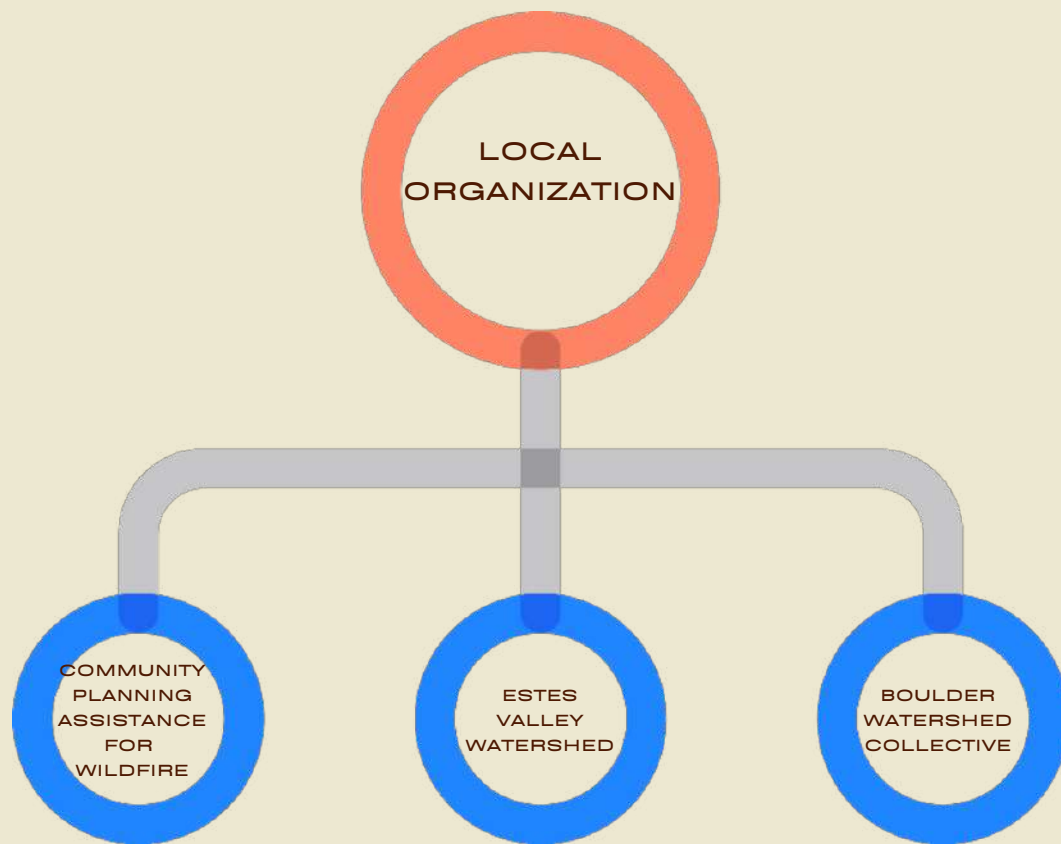 LOCAL
ORGANIZATION
COMMUNITY
PLANNING
ASSISTANCE
FOR
WILDFIRE
ESTES
VALLEY
WATERSHED
BOULDER
WATERSHED
COLLECTIVE